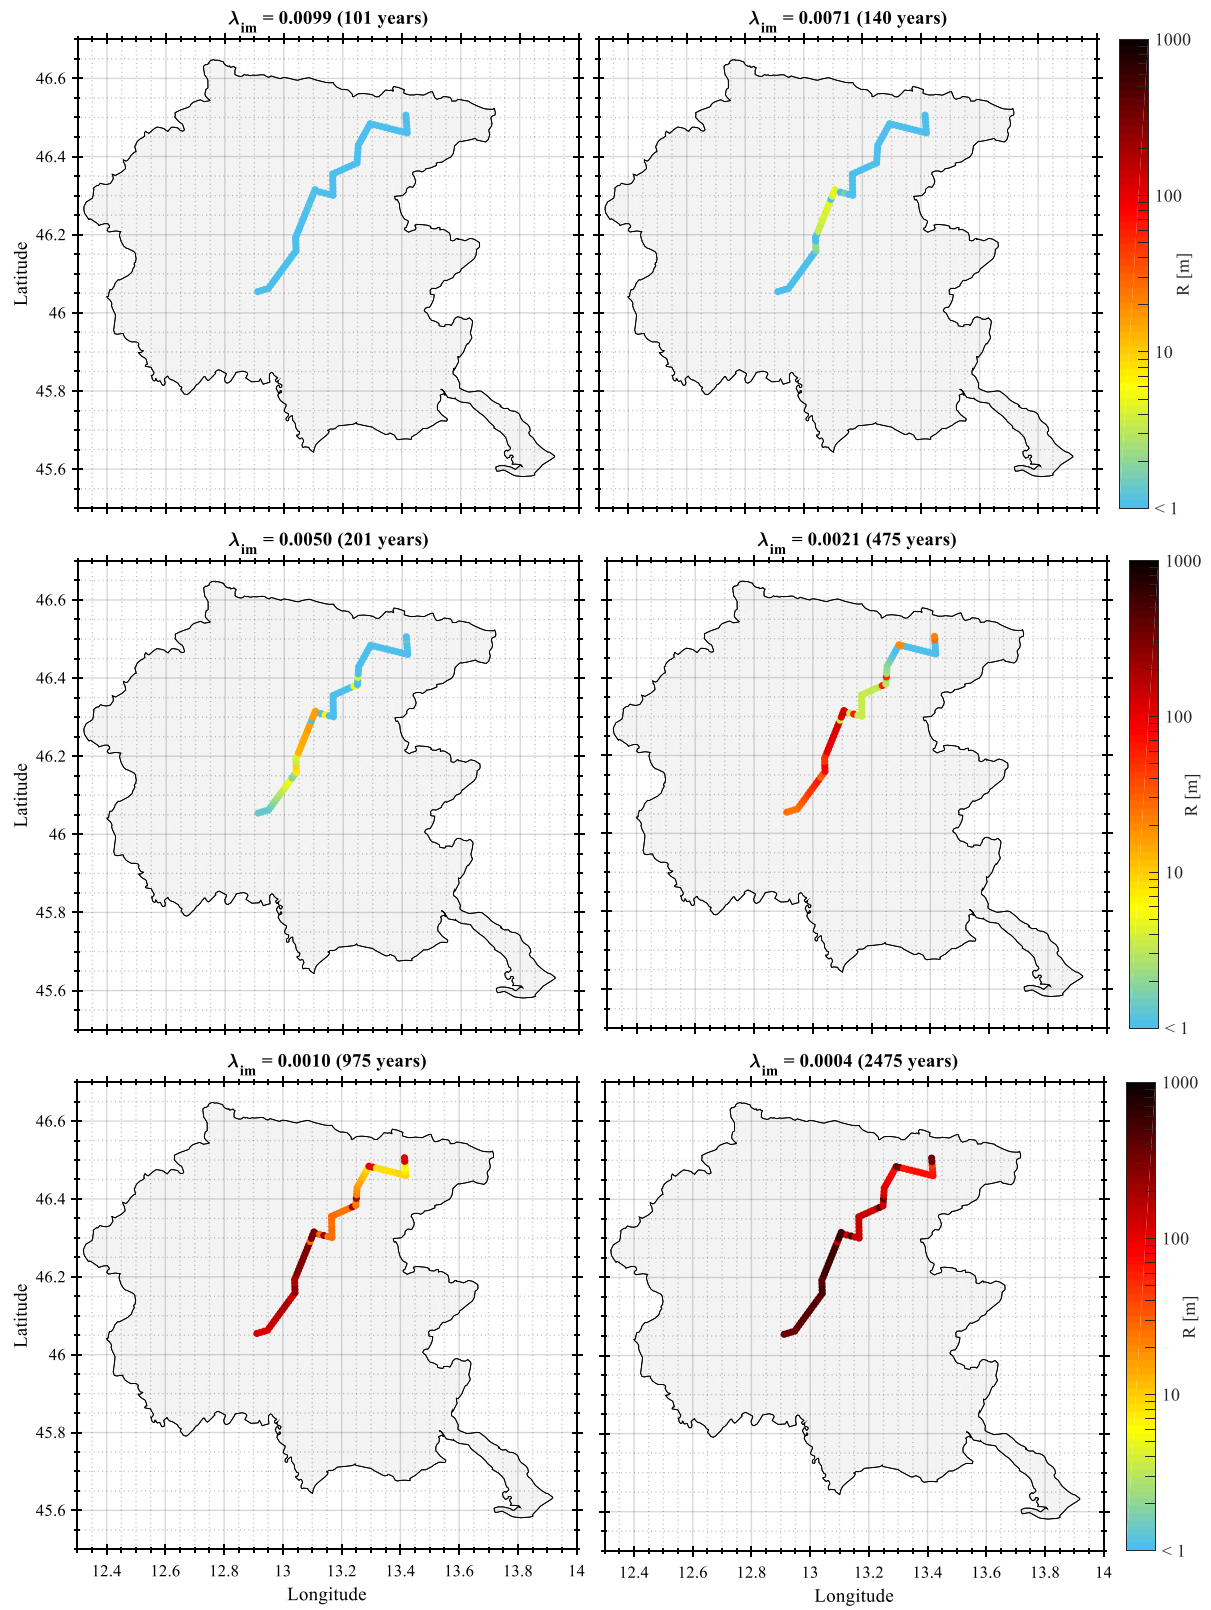 λim = 0.0099 (101 years)
λim = 0.0071 (140 years)
46.6
46.4
46.2
46
45.8
45.6
Latitude
1000
100
10
< 1
R [m]
λim = 0.0050 (201 years)
λim = 0.0021 (475 years)
46.6
46.4
46.2
46
45.8
45.6
Latitude
1000
100
10
< 1
R [m]
λim = 0.0010 (975 years)
λim = 0.0004 (2475 years)
46.6
46.4
46.2
46
45.8
45.6
Latitude
1000
100
10
< 1
R [m]
12.4 12.6 12.8 13 13.2 13.4 13.6 13.8 14
Longitude
12.4 12.6 12.8 13 13.2 13.4 13.6 13.8 14
Longitude